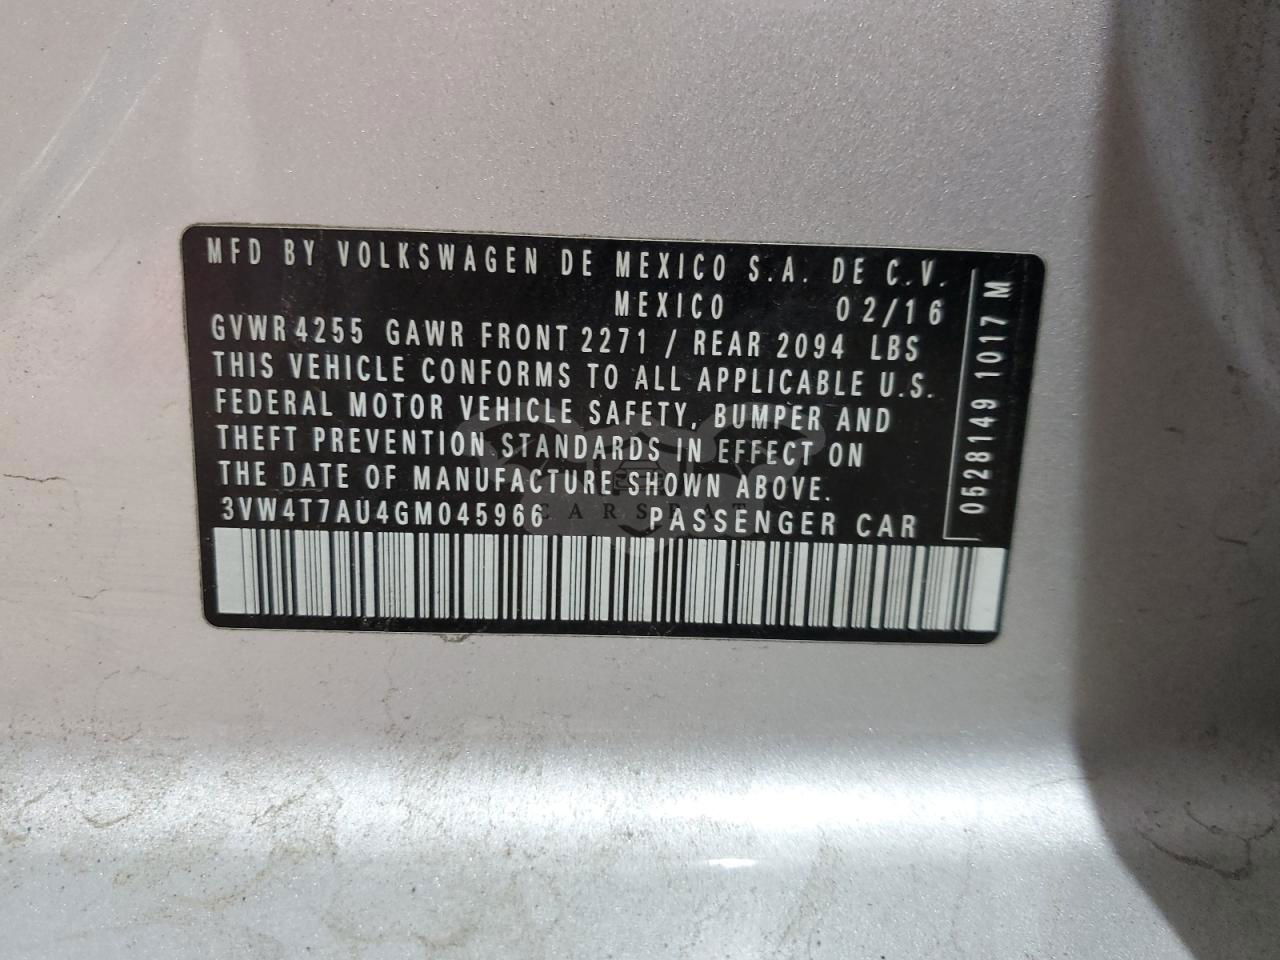 MFD BY VOLKSWAGEN DE MEXICO S.A. DE C.V.
MEXICO 02/16
GVWR 4255 GAWR FRONT 2271 / REAR 2094 LBS
THIS VEHICLE CONFORMS TO ALL APPLICABLE U.S.
FEDERAL MOTOR VEHICLE SAFETY, BUMPER AND
THEFT PREVENTION STANDARDS IN EFFECT ON
THE DATE OF MANUFACTURE SHOWN ABOVE.
3VW4T7AU4GM045966 PASSENGER CAR
0528149 1017 M